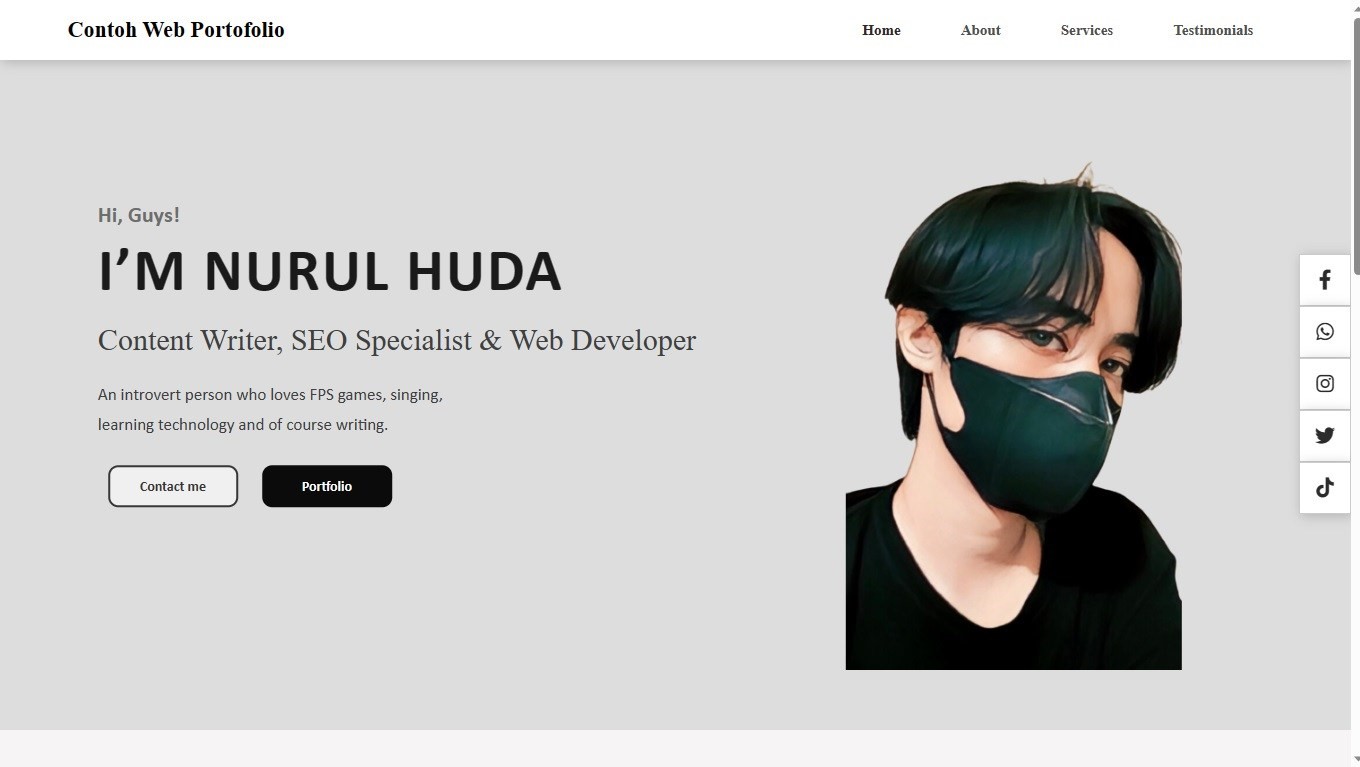 Contoh Web Portofolio
Home About Services Testimonials
Hi, Guys!
I’M NURUL HUDA
Content Writer, SEO Specialist & Web Developer
An introvert person who loves FPS games, singing,
learning technology and of course writing.
Contact me Portfolio